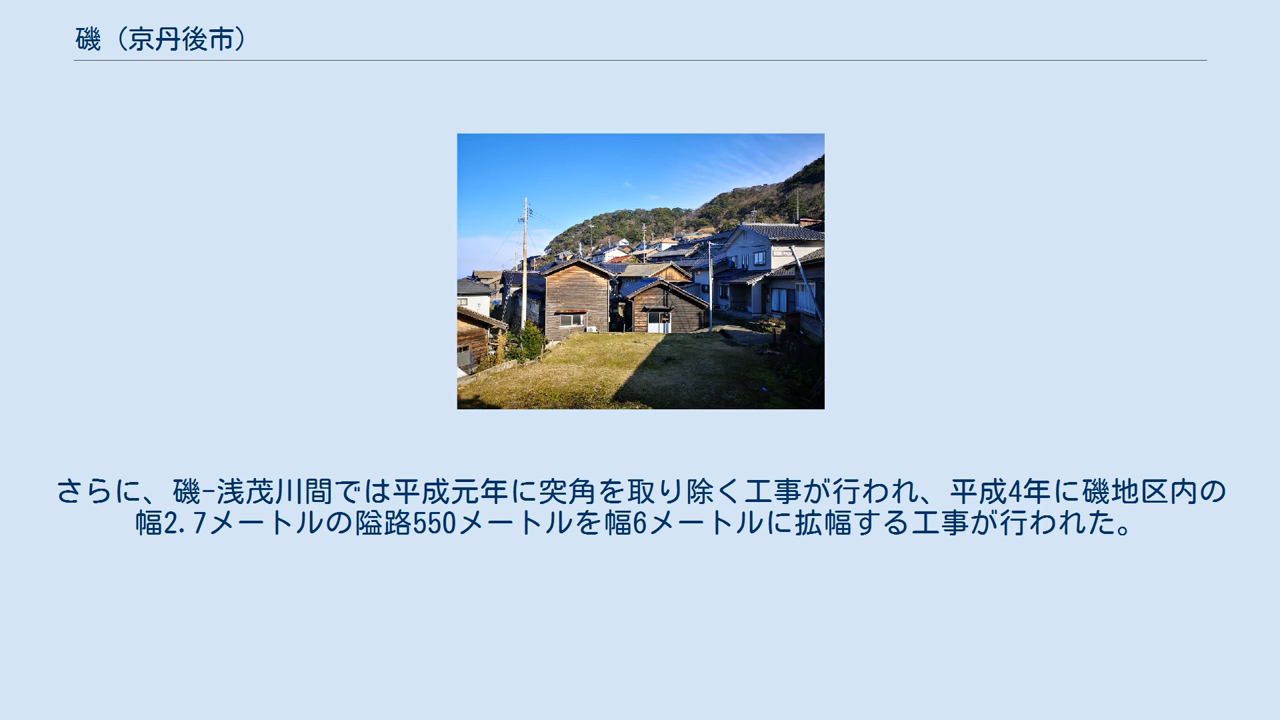 磯（京丹後市）
さらに、磯-浅茂川間では平成元年に突角を取り除く工事が行われ、平成4年に磯地区内の
幅2.7メートルの隘路550メートルを幅6メートルに拡幅する工事が行われた。